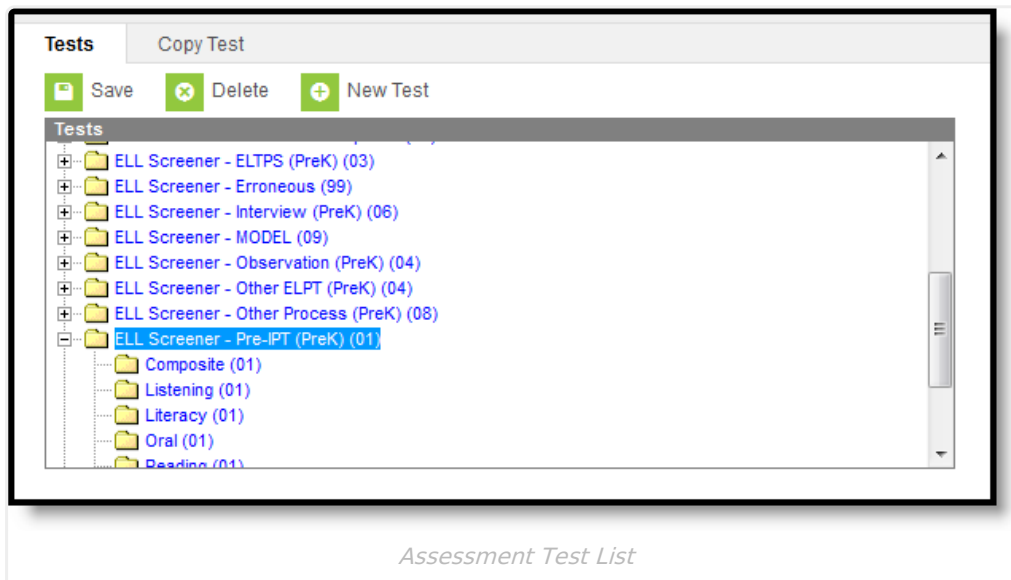 Tests Copy Test
Save Delete New Test
Tests
ELL Screener - ELTPS (PreK) (03)
ELL Screener - Erroneous (99)
ELL Screener - Interview (PreK) (06)
ELL Screener - MODEL (09)
ELL Screener - Observation (PreK) (04)
ELL Screener - Other ELPT (PreK) (04)
ELL Screener - Other Process (PreK) (08)
ELL Screener - Pre-IPT (PreK) (01)
Composite (01)
Listening (01)
Literacy (01)
Oral (01)
Reading (01)
Assessment Test List